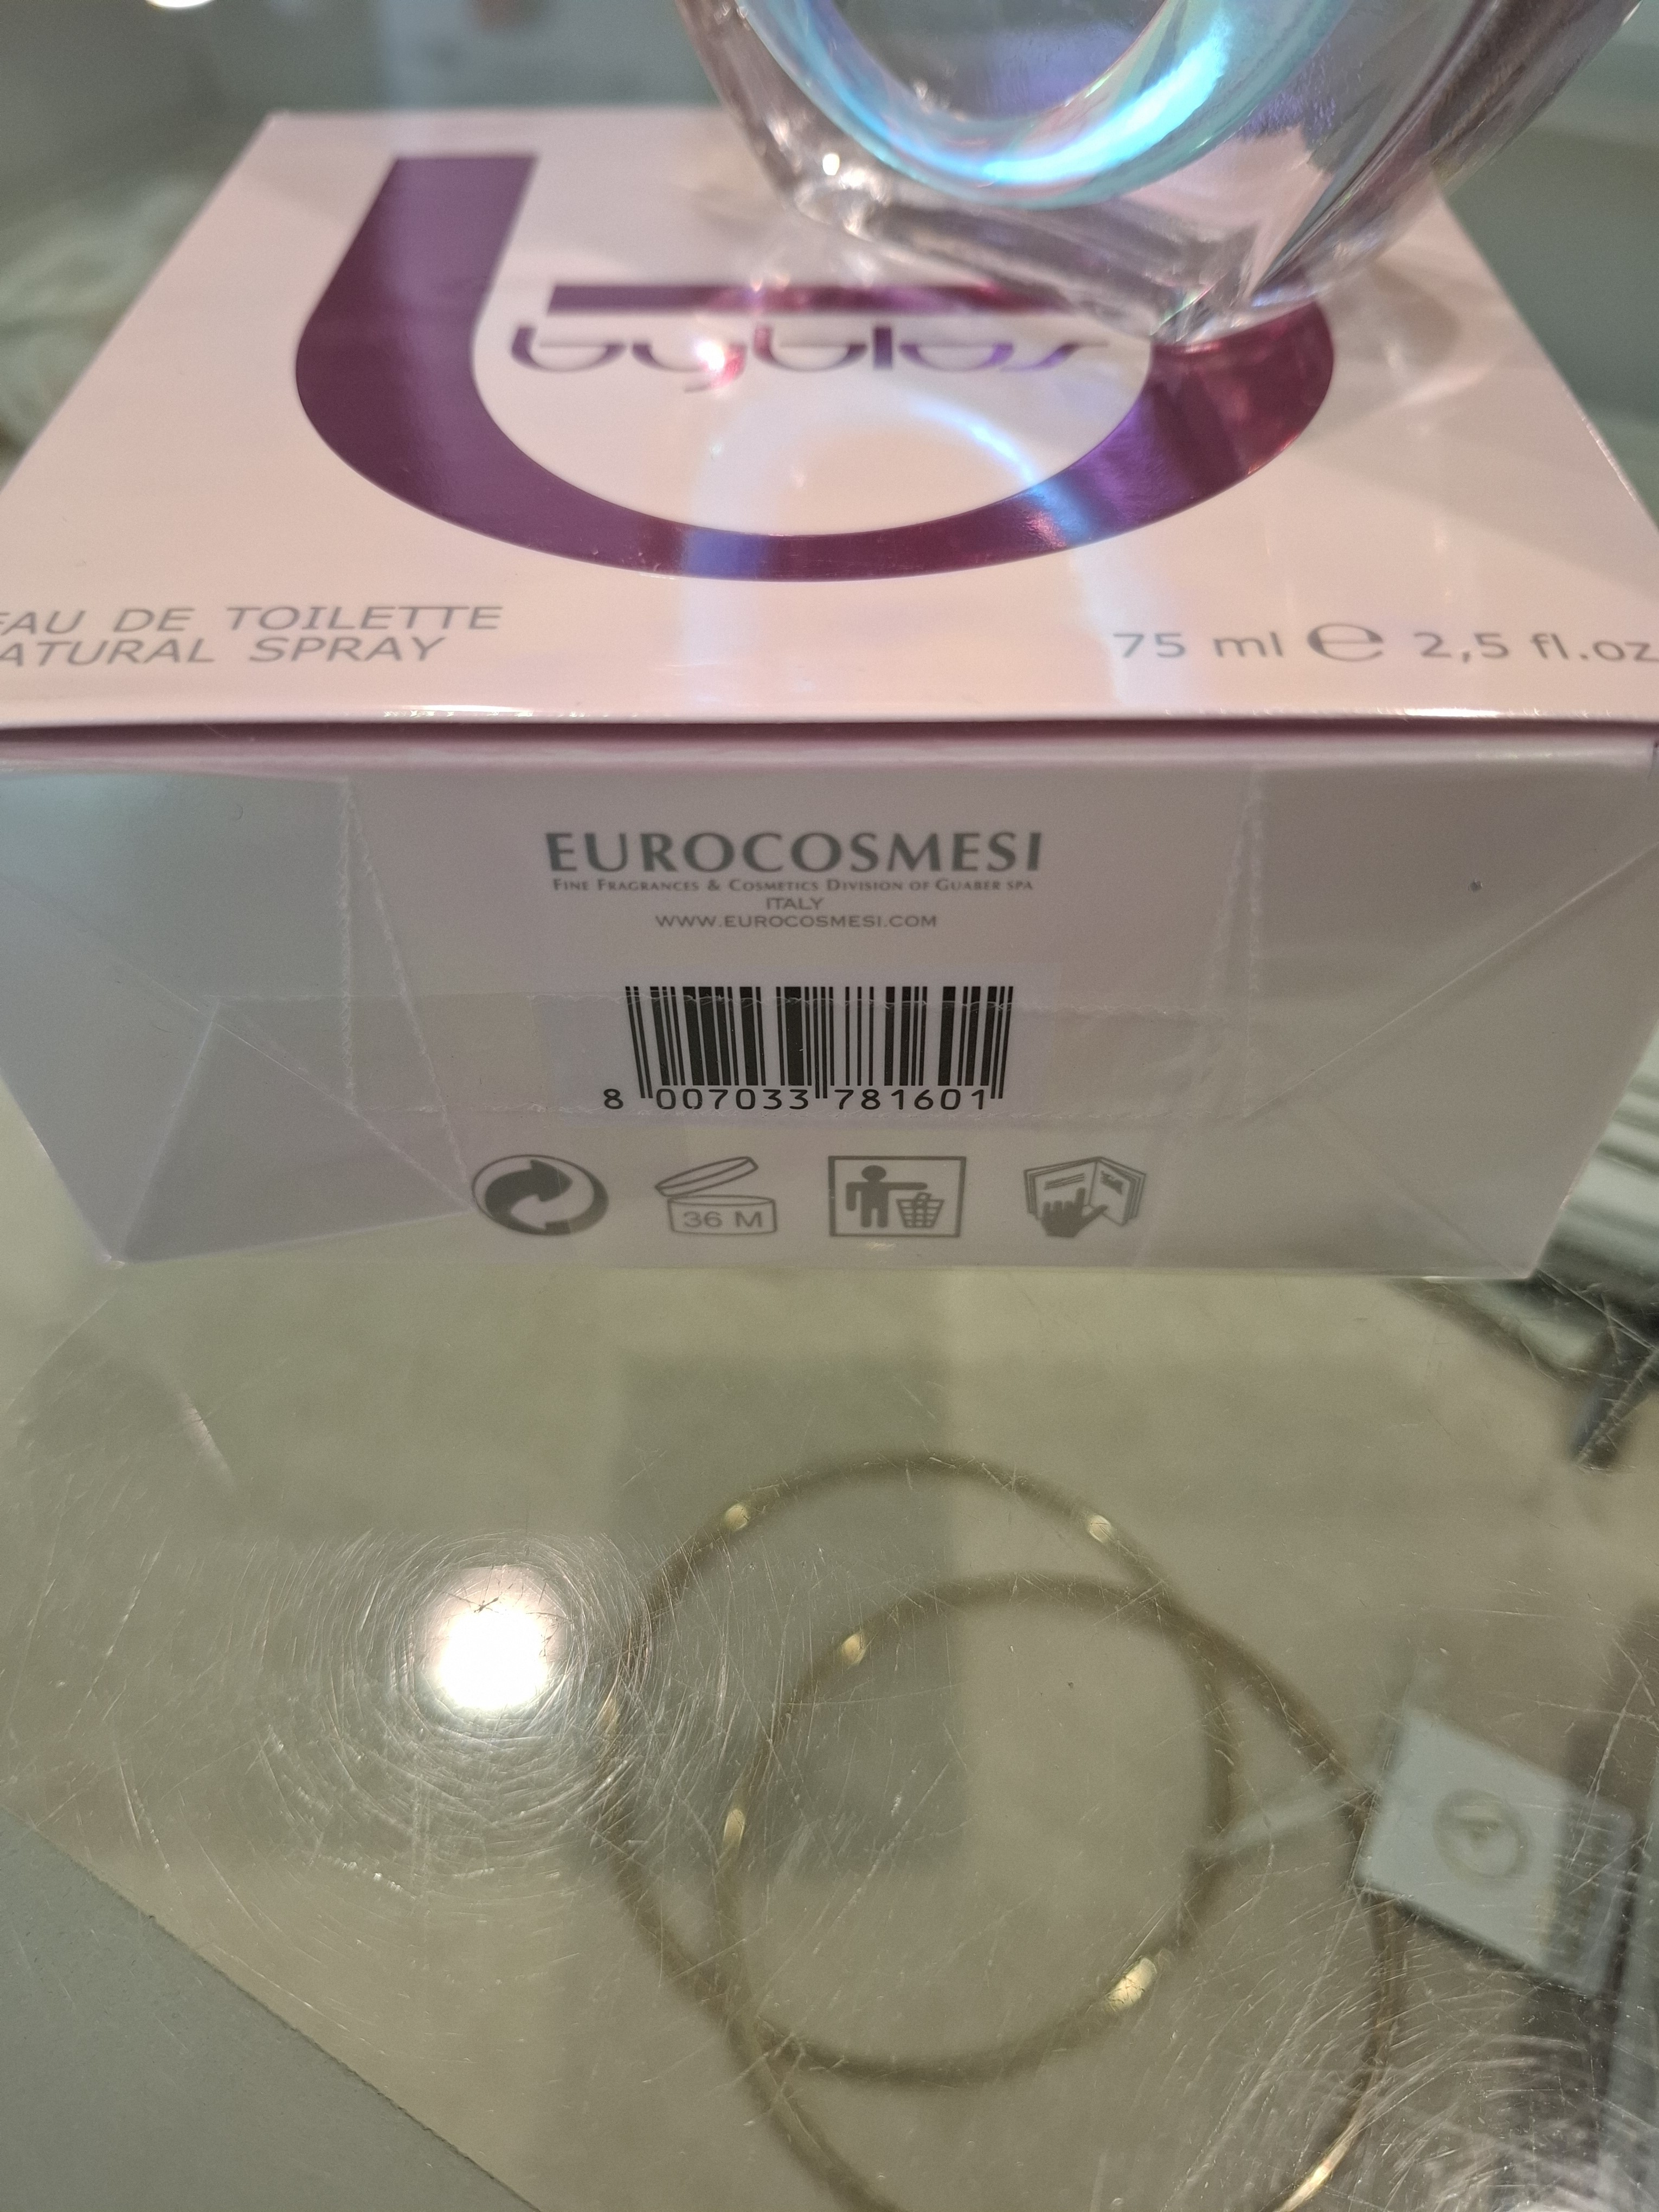 byblos
EAU DE TOILETTE
NATURAL SPRAY
75 ml ℮ 2,5 fl.oz
EUROCOSMESI
FINE FRAGRANCES & COSMETICS DIVISION OF GUABER SPA
ITALY
WWW.EUROCOSMESI.COM
8 007033 781601
36 M